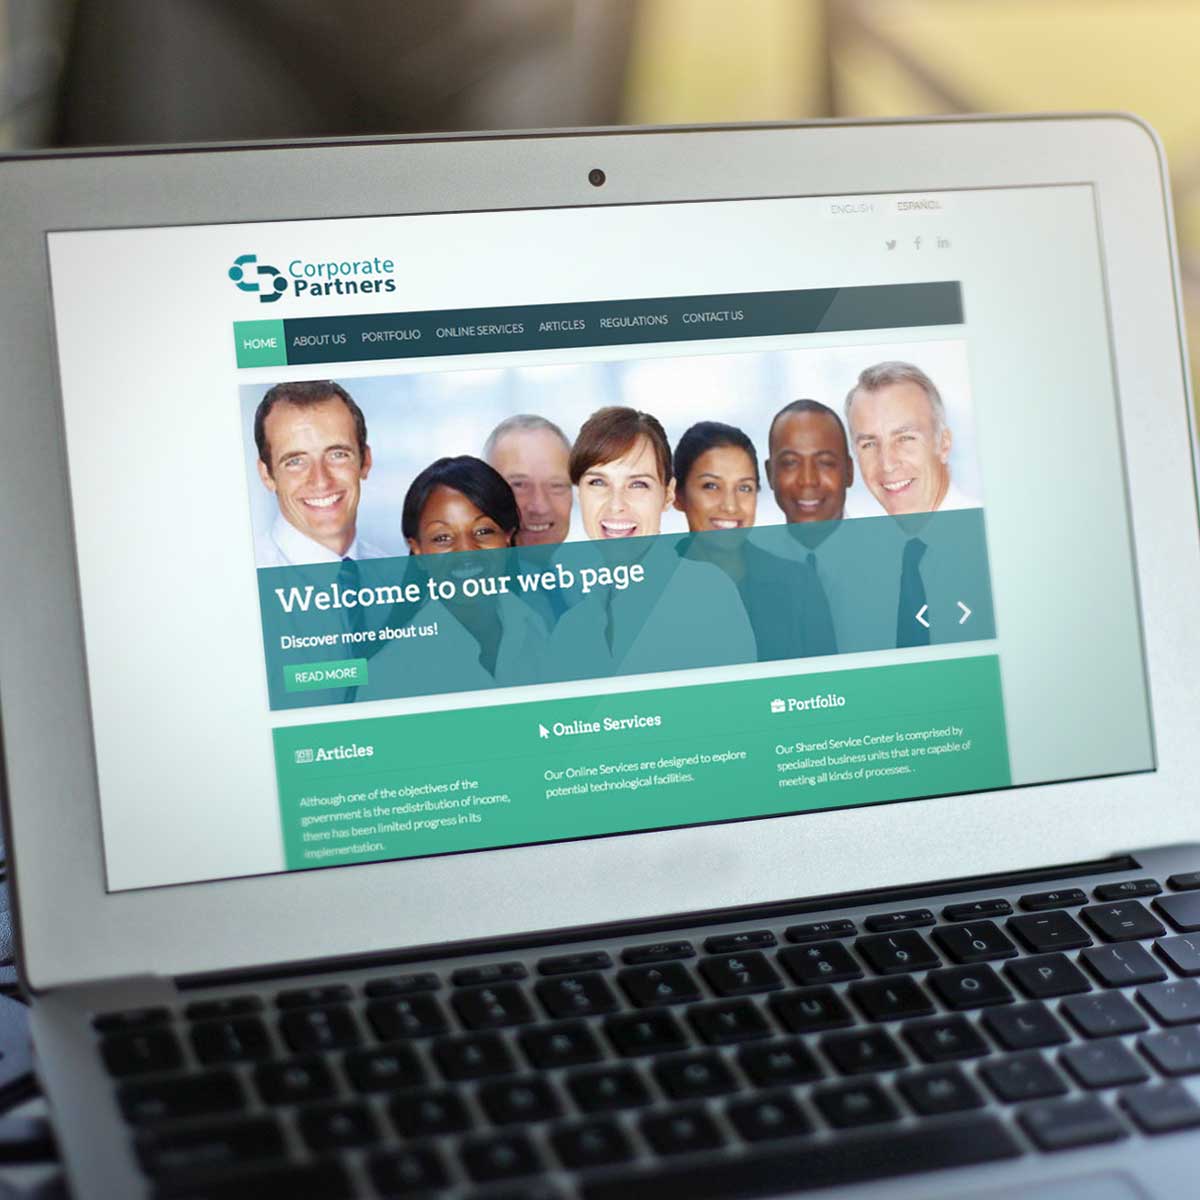 ENGLISH ESPAÑOL
Corporate
Partners
HOME ABOUT US PORTFOLIO ONLINE SERVICES ARTICLES REGULATIONS CONTACT US
Welcome to our web page
Discover more about us!
READ MORE
Articles
Although one of the objectives of the
government is the redistribution of income,
there has been limited progress in its
implementation.
Online Services
Our Online Services are designed to explore
potential technological facilities.
Portfolio
Our Shared Service Center is comprised by
specialized business units that are capable of
meeting all kinds of processes. .
& 7 * 8 ( 9 ) 0 - + =
U I O P
K L